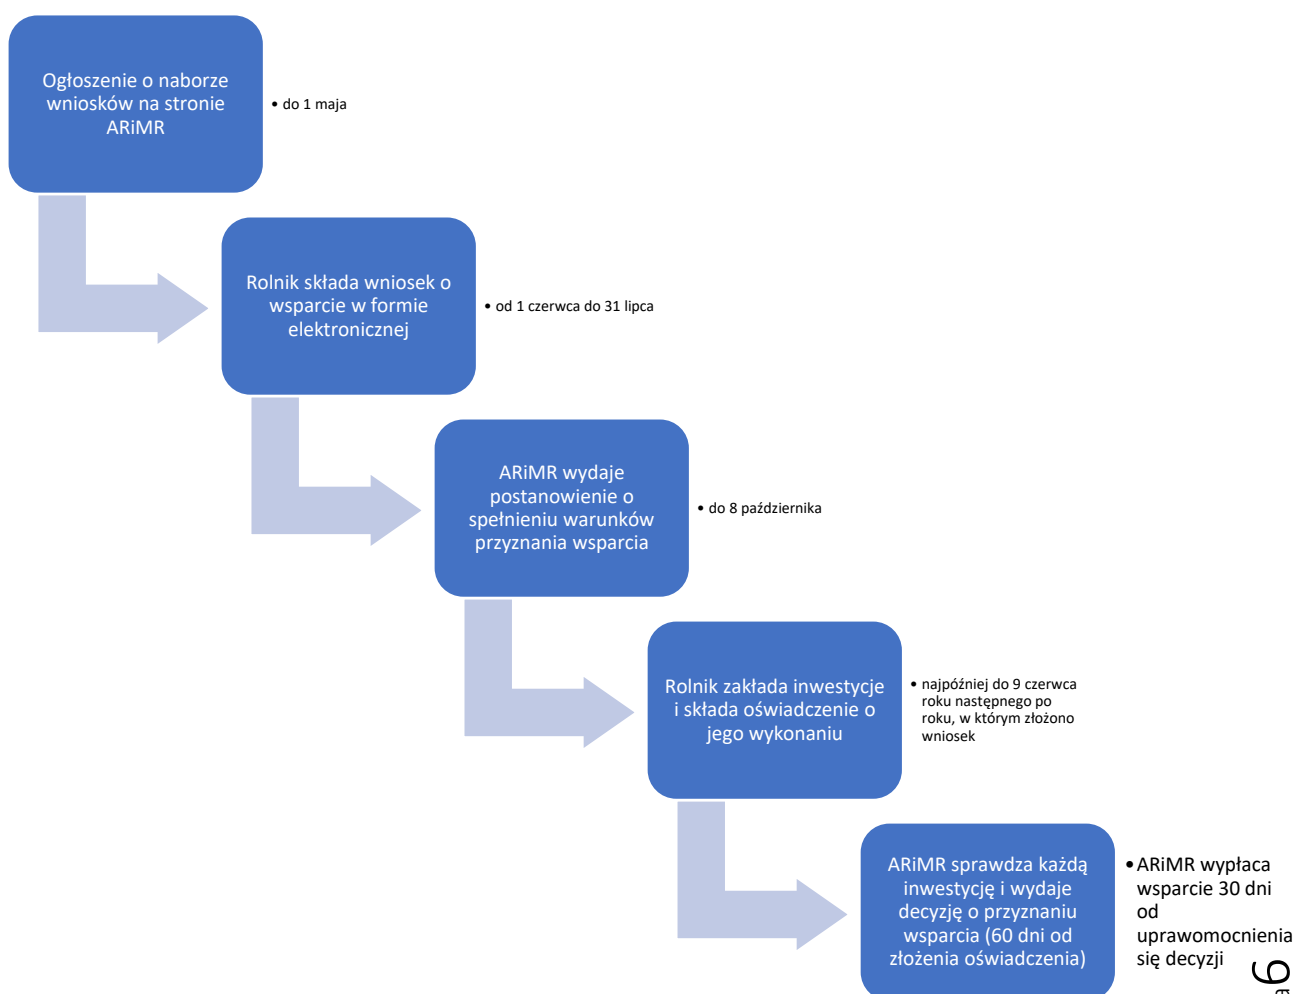 Ogłoszenie o naborze
wniosków na stronie
ARiMR
• do 1 maja
Rolnik składa wniosek o
wsparcie w formie
elektronicznej
• od 1 czerwca do 31 lipca
ARiMR wydaje
postanowienie o
spełnieniu warunków
przyznania wsparcia
• do 8 października
Rolnik zakłada inwestycje
i składa oświadczenie o
jego wykonaniu
• najpóźniej do 9 czerwca
roku następnego po
roku, w którym złożono
wniosek
ARiMR sprawdza każdą
inwestycję i wydaje
decyzję o przyznaniu
wsparcia (60 dni od
złożenia oświadczenia)
• ARiMR wypłaca
wsparcie 30 dni
od
uprawomocnienia
się decyzji